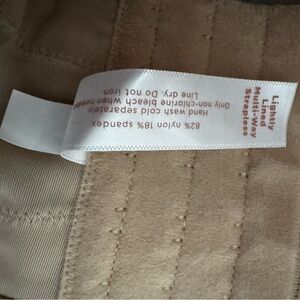 Lightly
Lined
Multi-Way
Strapless
82% nylon 18% spandex
Hand wash cold separately.
Only non-chlorine bleach when needed
Line dry. Do not iron